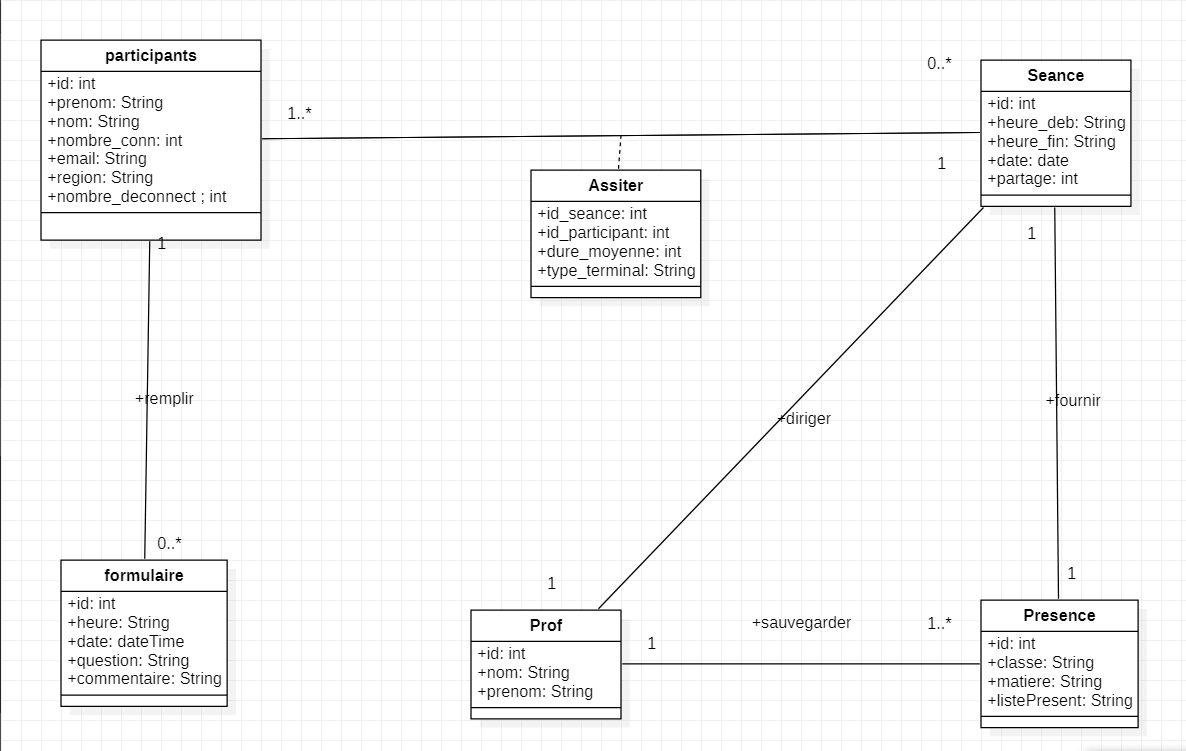 participants
+id: int
+prenom: String
+nom: String
+nombre_conn: int
+email: String
+region: String
+nombre_deconnect ; int
1..*
0..*
Seance
+id: int
+heure_deb: String
+heure_fin: String
+date: date
+partage: int
1
Assiter
+id_seance: int
+id_participant: int
+dure_moyenne: int
+type_terminal: String
1
1
+remplir
+diriger
+fournir
0..*
1
1
formulaire
+id: int
+heure: String
+date: dateTime
+question: String
+commentaire: String
Prof
+id: int
+nom: String
+prenom: String
1
+sauvegarder
1..*
Presence
+id: int
+classe: String
+matiere: String
+listePresent: String